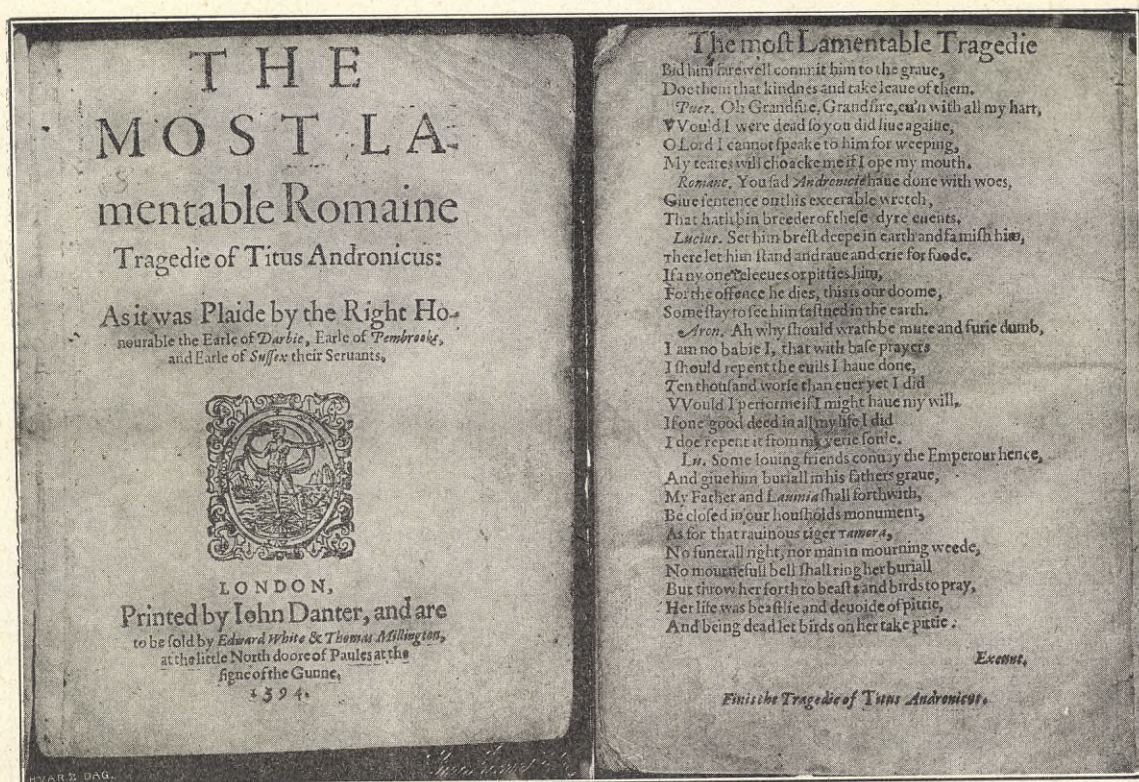 THE
MOST LA-
mentable Romaine
Tragedie of Titus Andronicus:
As it was Plaide by the Right Ho-
nourable the Earle of Darbie, Earle of Pembrooke,
and Earle of Sussex their Seruants,
LONDON,
Printed by Iohn Danter, and are
to be sold by Edward White & Thomas Millington,
at the little North doore of Paules at the
signe of the Gunne,
1594.
HVAR 8 DAG.
The most Lamentable Tragedie
Bid him farewell commit him to the graue,
Doe them that kindnes and take leaue of them.
Puer. Oh Grandsire, Grandsire, eu'n with all my hart,
VVould I were dead so you did liue againe,
O Lord I cannot speake to him for weeping,
My teares will choacke me if I ope my mouth.
Romane. You sad Andronicie haue done with woes,
Giue sentence on this execrable wretch,
That hath bin breeder of these dyre euents.
Lucius. Set him brest deepe in earth and famish him,
There let him stand and raue and crie for foode.
If any one releeues or pitties him,
For the offence he dies, this is our doome,
Some stay to see him fastned in the earth.
Aron. Ah why should wrath be mute and furie dumb,
I am no babie I, that with base prayers
I should repent the euils I haue done,
Ten thousand worse than euer yet I did
VVould I performe if I might haue my will,
If one good deed in all my life I did
I doe repent it from my verie soule.
Lu. Some louing friends conuay the Emperour hence,
And giue him buriall in his fathers graue,
My Father and Lauinia shall forthwith,
Be closed in our housholds monument,
As for that rauinous tiger Tamora,
No funerall right, nor man in mourning weede,
No mournefull bell shall ring her buriall
But throw her forth to beasts and birds to pray,
Her life was beastlie and deuoide of pittie,
And being dead let birds on her take pittie.
Exeunt.
Finis the Tragedie of Titus Andronicus.